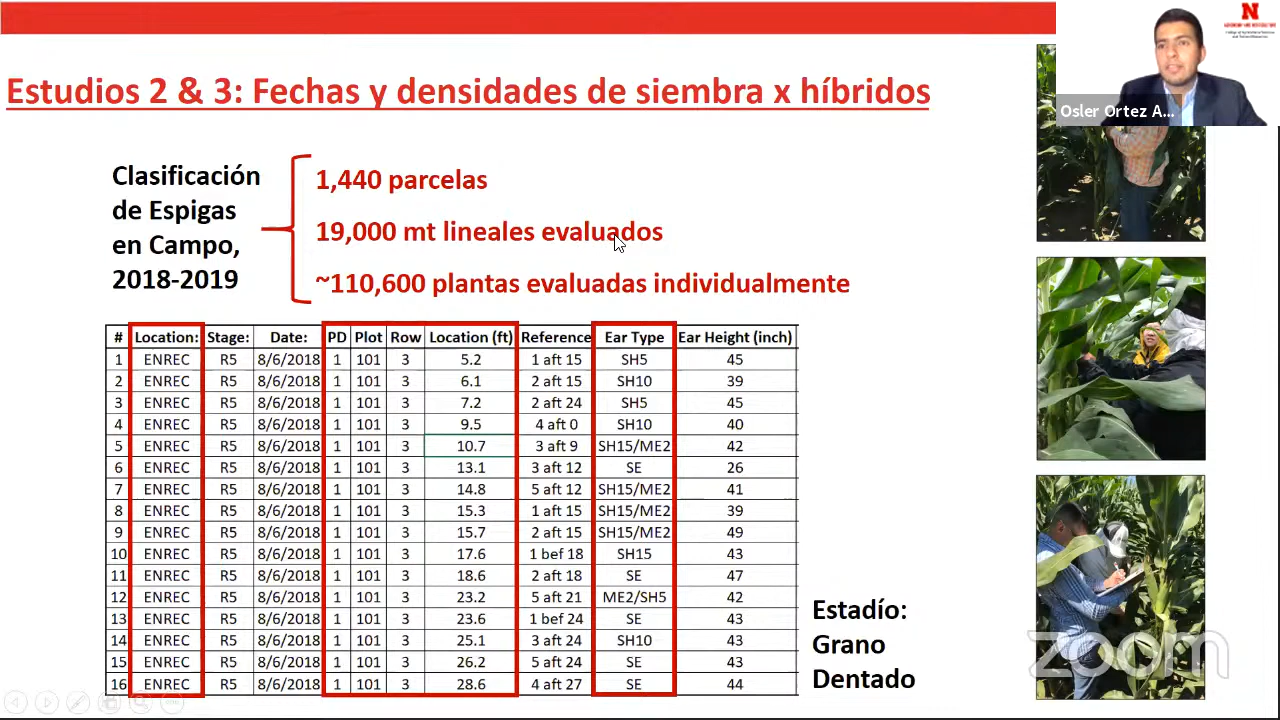 Estudios 2 & 3: Fechas y densidades de siembra x híbridos
N
Osler Ortez A...
Clasificación
de Espigas
en Campo,
2018-2019
1,440 parcelas
19,000 mt lineales evaluados
~110,600 plantas evaluadas individualmente
# Location: Stage: Date: PD Plot Row Location (ft) Reference Ear Type Ear Height (inch)
1 ENREC R5 8/6/2018 1 101 3 5.2 1 aft 15 SH5 45
2 ENREC R5 8/6/2018 1 101 3 6.1 2 aft 15 SH10 39
3 ENREC R5 8/6/2018 1 101 3 7.2 2 aft 24 SH5 45
4 ENREC R5 8/6/2018 1 101 3 9.5 4 aft 0 SH10 40
5 ENREC R5 8/6/2018 1 101 3 10.7 3 aft 9 SH15/ME2 42
6 ENREC R5 8/6/2018 1 101 3 13.1 3 aft 12 SE 26
7 ENREC R5 8/6/2018 1 101 3 14.8 5 aft 12 SH15/ME2 41
8 ENREC R5 8/6/2018 1 101 3 15.3 1 aft 15 SH15/ME2 39
9 ENREC R5 8/6/2018 1 101 3 15.7 2 aft 15 SH15/ME2 49
10 ENREC R5 8/6/2018 1 101 3 17.6 1 bef 18 SH15 43
11 ENREC R5 8/6/2018 1 101 3 18.6 2 aft 18 SE 47
12 ENREC R5 8/6/2018 1 101 3 23.2 5 aft 21 ME2/SH5 42
13 ENREC R5 8/6/2018 1 101 3 23.6 1 bef 24 SE 43
14 ENREC R5 8/6/2018 1 101 3 25.1 3 aft 24 SH10 43
15 ENREC R5 8/6/2018 1 101 3 26.2 5 aft 24 SE 43
16 ENREC R5 8/6/2018 1 101 3 28.6 4 aft 27 SE 44
Estadío:
Grano
Dentado
zoom